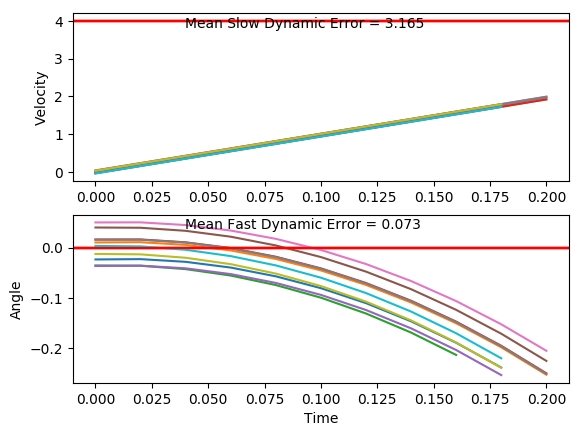 Mean Slow Dynamic Error = 3.165
4
3
2
1
0
Velocity
0.000 0.025 0.050 0.075 0.100 0.125 0.150 0.175 0.200
Mean Fast Dynamic Error = 0.073
0.0
−0.1
−0.2
Angle
0.000 0.025 0.050 0.075 0.100 0.125 0.150 0.175 0.200
Time